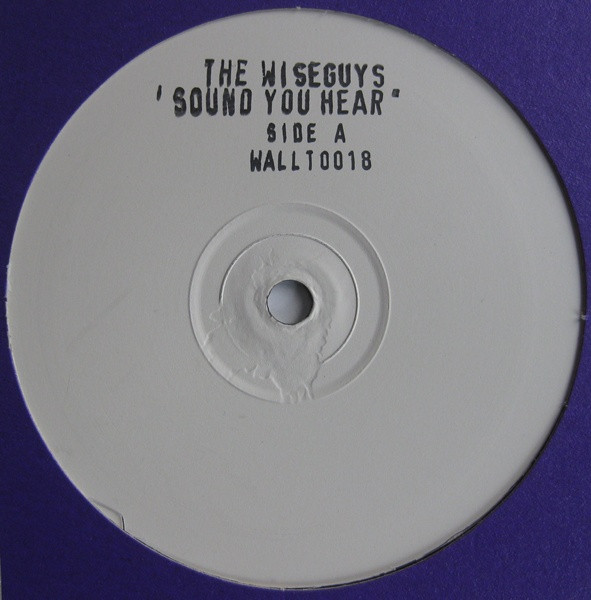 THE WISEGUYS
'SOUND YOU HEAR"
SIDE A
WALLT0018